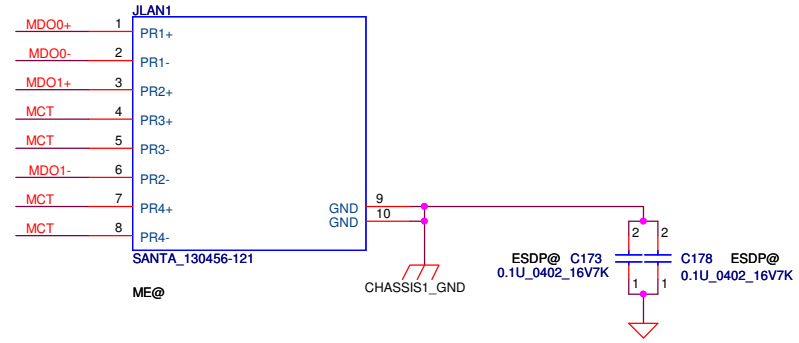 JLAN1
MDO0+ 1 PR1+
MDO0- 2 PR1-
MDO1+ 3 PR2+
MCT 4 PR3+
MCT 5 PR3-
MDO1- 6 PR2-
MCT 7 PR4+
MCT 8 PR4-
GND 9
GND 10
SANTA_130456-121
ME@
CHASSIS1_GND
2 2
ESDP@ C173
0.1U_0402_16V7K
C178 ESDP@
0.1U_0402_16V7K
1 1